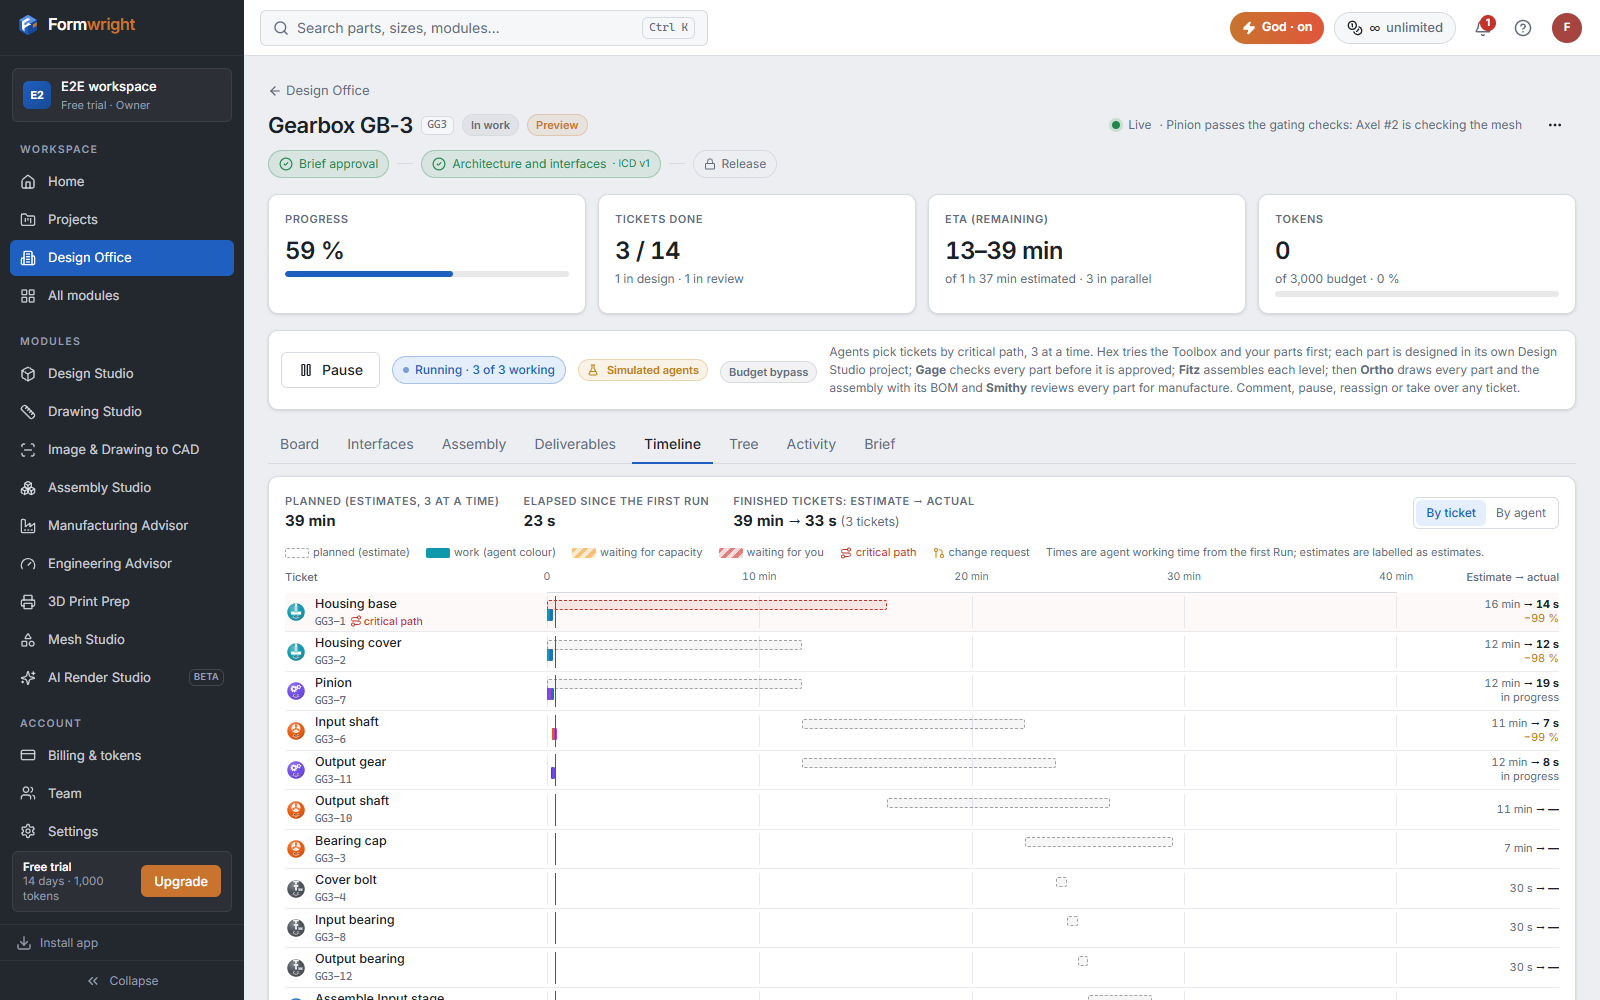 Formwright
Search parts, sizes, modules...
Ctrl K
God · on
∞ unlimited
1
F
E2
E2E workspace
Free trial · Owner
WORKSPACE
Home
Projects
Design Office
All modules
MODULES
Design Studio
Drawing Studio
Image & Drawing to CAD
Assembly Studio
Manufacturing Advisor
Engineering Advisor
3D Print Prep
Mesh Studio
AI Render Studio
BETA
ACCOUNT
Billing & tokens
Team
Settings
Free trial
14 days · 1,000
tokens
Upgrade
Install app
Collapse
← Design Office
Gearbox GB-3
GG3
In work
Preview
Live · Pinion passes the gating checks: Axel #2 is checking the mesh
Brief approval
Architecture and interfaces · ICD v1
Release
PROGRESS
59 %
TICKETS DONE
3 / 14
1 in design · 1 in review
ETA (REMAINING)
13–39 min
of 1 h 37 min estimated · 3 in parallel
TOKENS
0
of 3,000 budget · 0 %
Pause
Running · 3 of 3 working
Simulated agents
Budget bypass
Agents pick tickets by critical path, 3 at a time. Hex tries the Toolbox and your parts first; each part is designed in its own Design
Studio project; Gage checks every part before it is approved; Fitz assembles each level; then Ortho draws every part and the
assembly with its BOM and Smithy reviews every part for manufacture. Comment, pause, reassign or take over any ticket.
Board
Interfaces
Assembly
Deliverables
Timeline
Tree
Activity
Brief
PLANNED (ESTIMATES, 3 AT A TIME)
39 min
ELAPSED SINCE THE FIRST RUN
23 s
FINISHED TICKETS: ESTIMATE → ACTUAL
39 min → 33 s (3 tickets)
By ticket
By agent
planned (estimate)
work (agent colour)
waiting for capacity
waiting for you
critical path
change request
Times are agent working time from the first Run; estimates are labelled as estimates.
Ticket
0
10 min
20 min
30 min
40 min
Estimate → actual
Housing base
GG3–1 critical path
16 min → 14 s
−99 %
Housing cover
GG3–2
12 min → 12 s
−98 %
Pinion
GG3–7
12 min → 19 s
in progress
Input shaft
GG3–6
11 min → 7 s
−99 %
Output gear
GG3–11
12 min → 8 s
in progress
Output shaft
GG3–10
11 min → —
Bearing cap
GG3–3
7 min → —
Cover bolt
GG3–4
30 s → —
Input bearing
GG3–8
30 s → —
Output bearing
GG3–12
30 s → —
Assemble Input stage